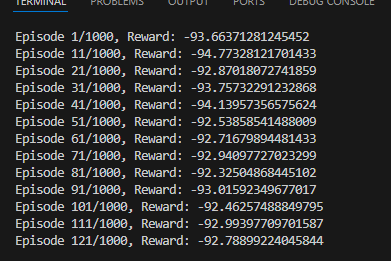 TERMINAL PROBLEMS OUTPUT PORTS DEBUG CONSOLE
Episode 1/1000, Reward: -93.66371281245452
Episode 11/1000, Reward: -94.77328121701433
Episode 21/1000, Reward: -92.87018072741859
Episode 31/1000, Reward: -93.75732291232868
Episode 41/1000, Reward: -94.13957356575624
Episode 51/1000, Reward: -92.53858541488009
Episode 61/1000, Reward: -92.71679894481433
Episode 71/1000, Reward: -92.94097727023299
Episode 81/1000, Reward: -92.32504868445102
Episode 91/1000, Reward: -93.01592349677017
Episode 101/1000, Reward: -92.46257488849795
Episode 111/1000, Reward: -92.99397709701587
Episode 121/1000, Reward: -92.78899224045844